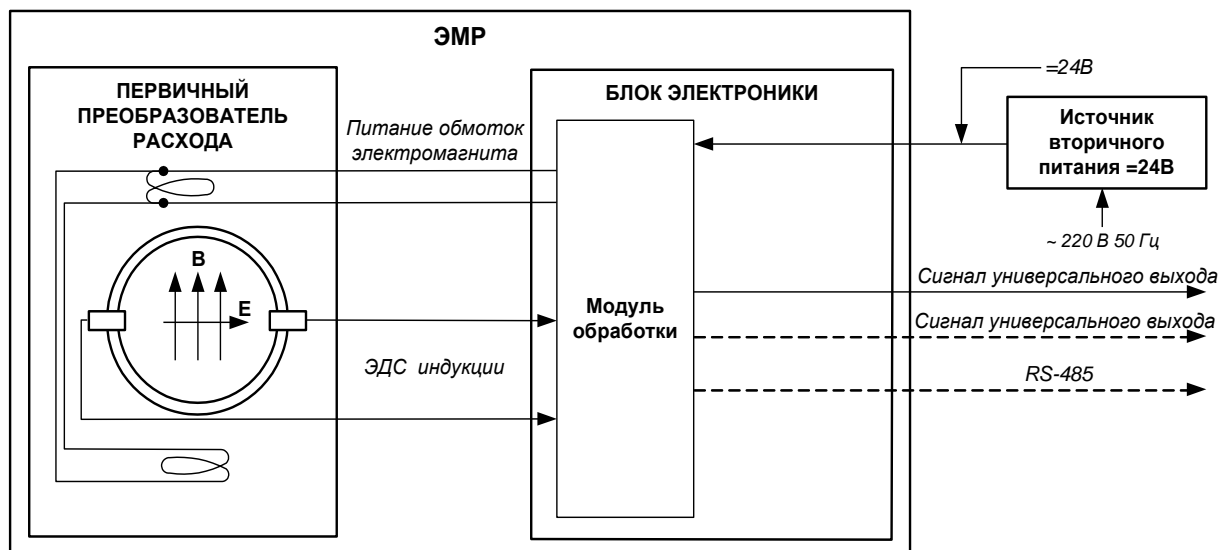 ЭМР
ПЕРВИЧНЫЙ
ПРЕОБРАЗОВАТЕЛЬ
РАСХОДА
Питание обмоток
электромагнита
B
E
ЭДС индукции
БЛОК ЭЛЕКТРОНИКИ
Модуль
обработки
=24В
Источник
вторичного
питания =24В
~ 220 В 50 Гц
Сигнал универсального выхода
Сигнал универсального выхода
RS-485